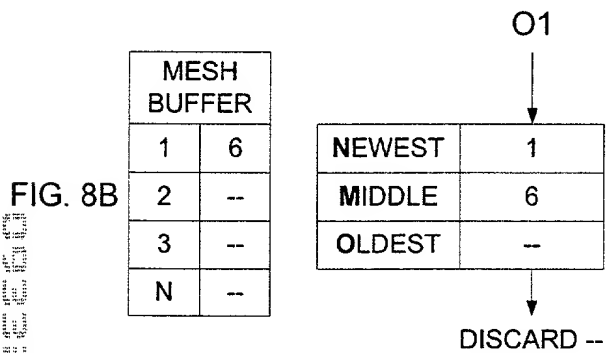 O1
MESH
BUFFER
1 6
2 --
3 --
N --
FIG. 8B
NEWEST 1
MIDDLE 6
OLDEST --
DISCARD --